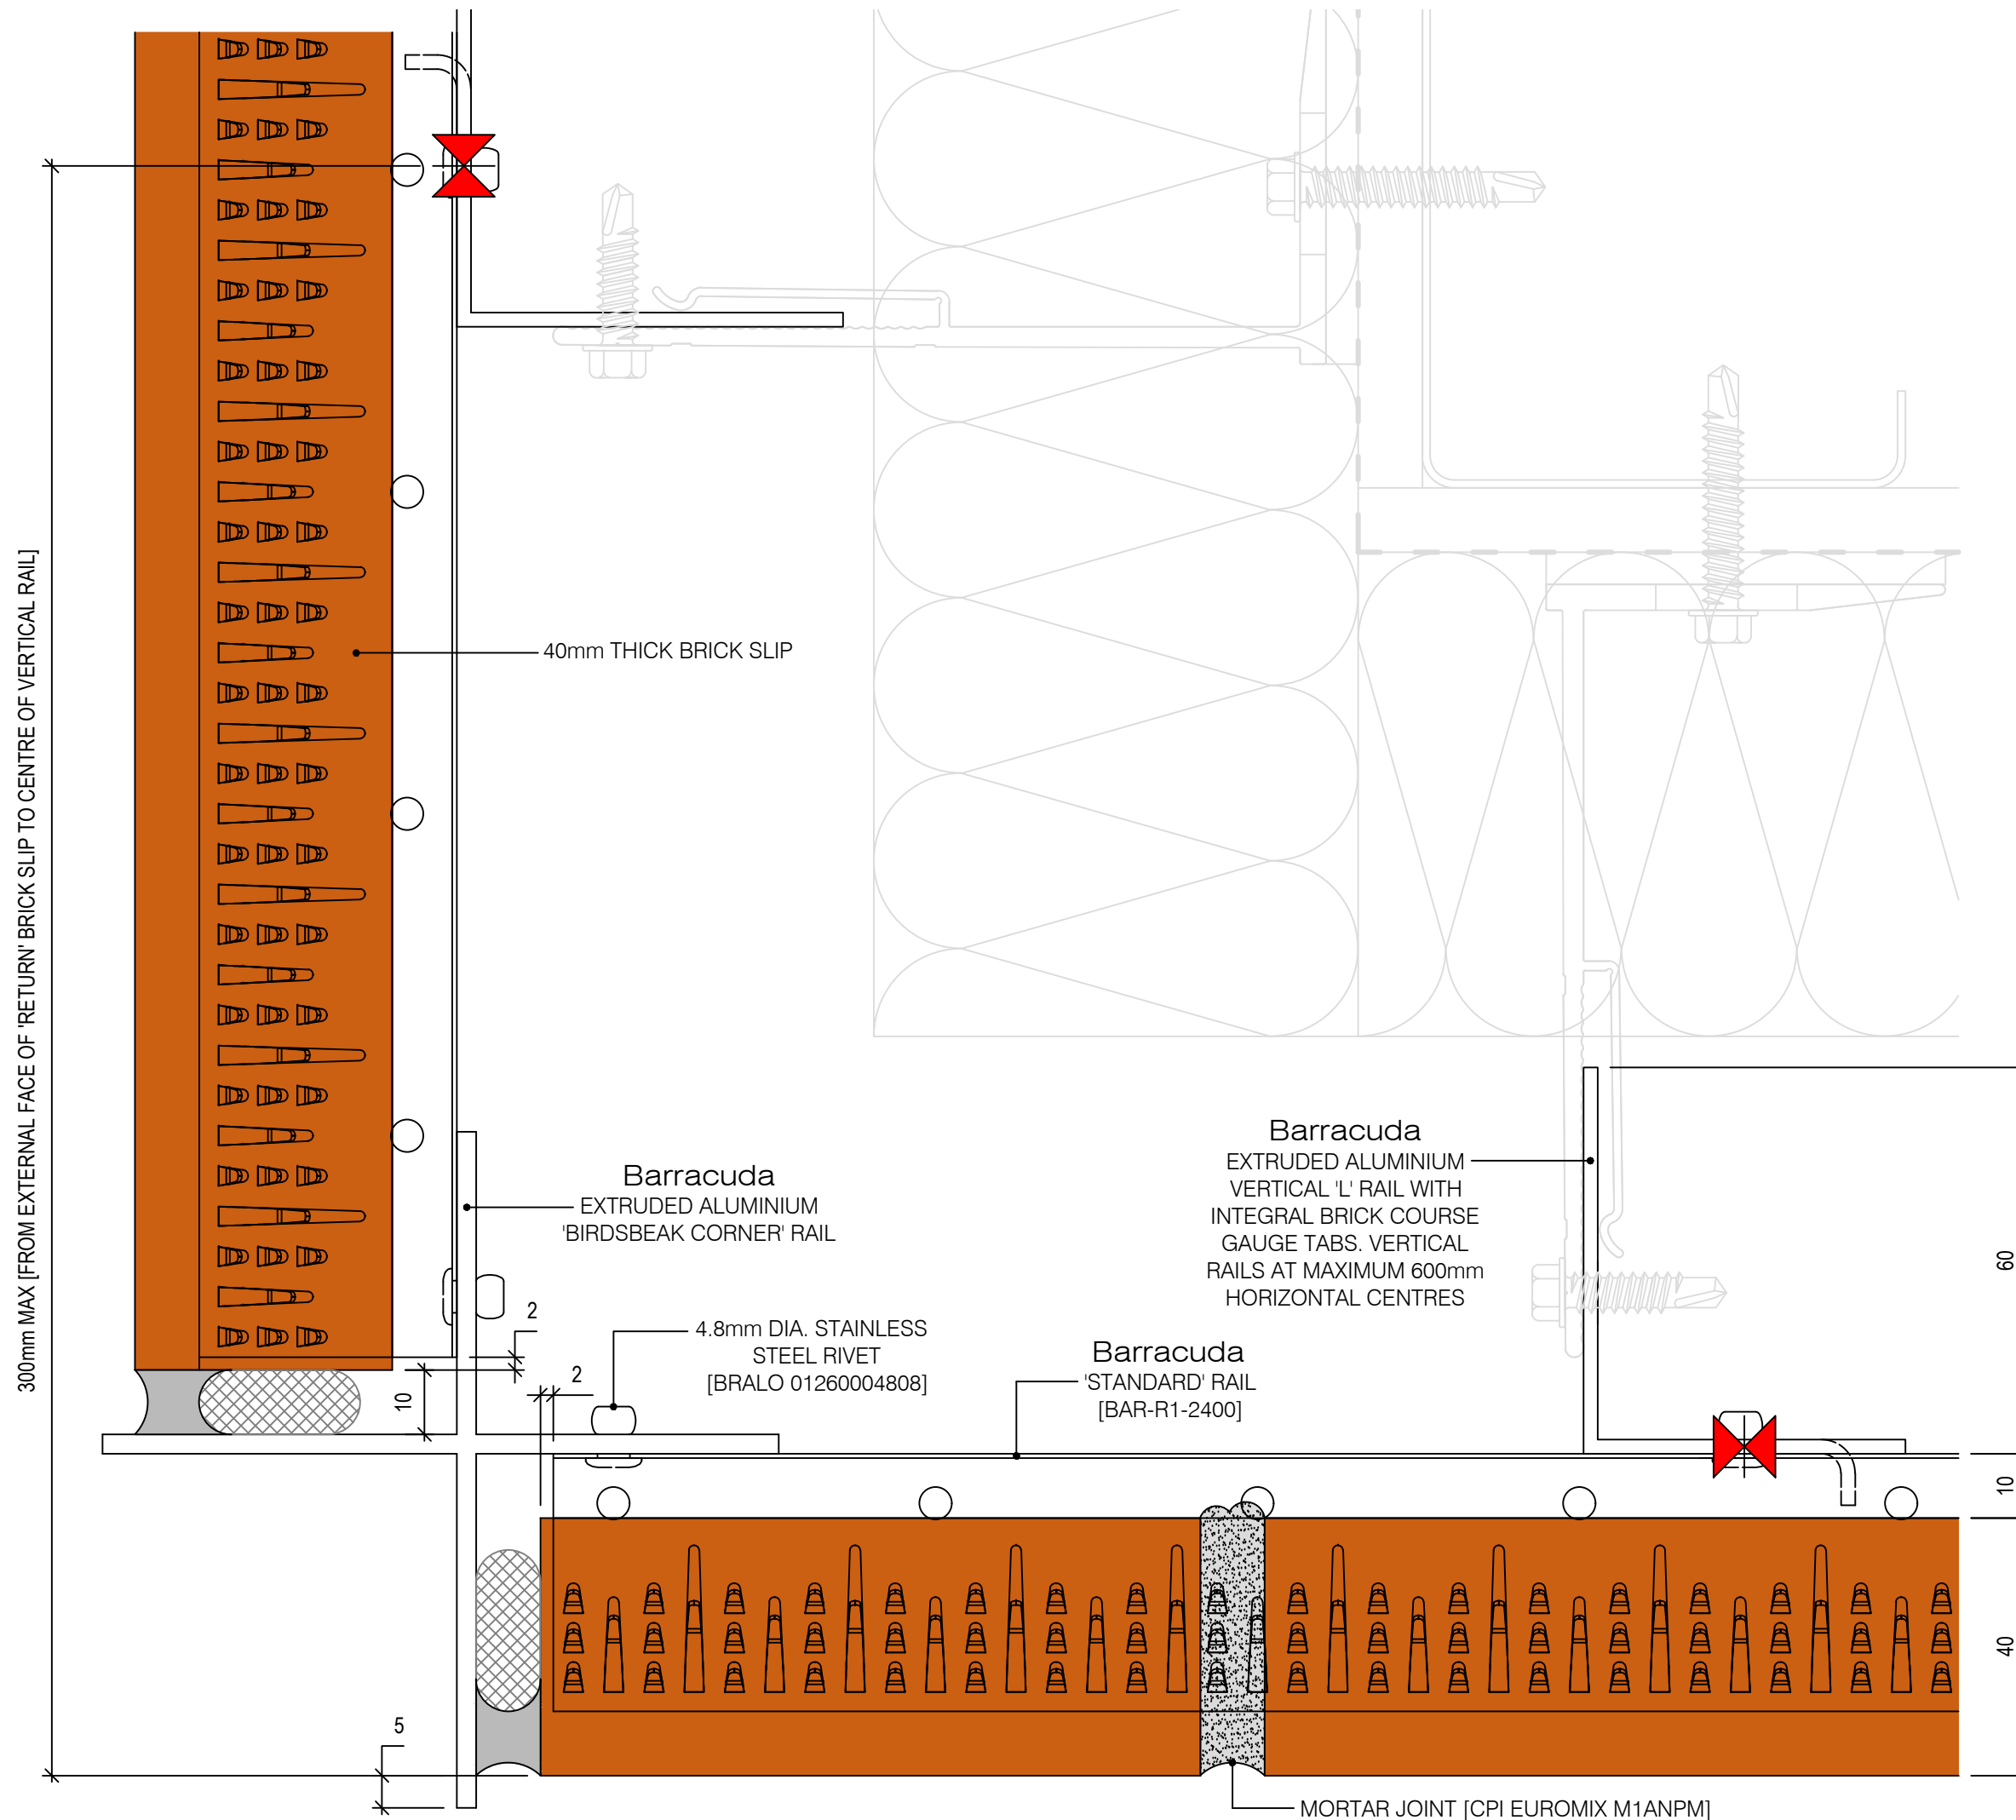 300mm MAX [FROM EXTERNAL FACE OF 'RETURN' BRICK SLIP TO CENTRE OF VERTICAL RAIL]
40mm THICK BRICK SLIP
Barracuda
EXTRUDED ALUMINIUM
'BIRDSBEAK CORNER' RAIL
Barracuda
EXTRUDED ALUMINIUM
VERTICAL 'L' RAIL WITH
INTEGRAL BRICK COURSE
GAUGE TABS. VERTICAL
RAILS AT MAXIMUM 600mm
HORIZONTAL CENTRES
60
2
4.8mm DIA. STAINLESS
STEEL RIVET
[BRALO 01260004808]
2
10
Barracuda
'STANDARD' RAIL
[BAR-R1-2400]
10
40
5
MORTAR JOINT [CPI EUROMIX M1ANPM]